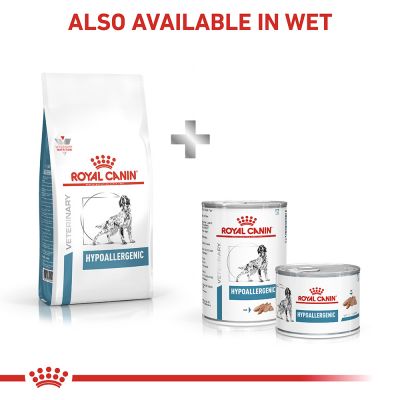 ALSO AVAILABLE IN WET
ROYAL CANIN
VETERINARY
HYPOALLERGENIC
ROYAL CANIN
VETERINARY
HYPOALLERGENIC
ROYAL CANIN
HYPOALLERGENIC